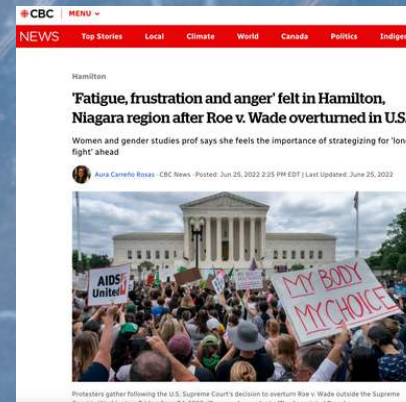 CBC MENU
NEWS Top Stories Local Climate World Canada Politics
Hamilton
'Fatigue, frustration and anger' felt in Hamilton,
Niagara region after Roe v. Wade overturned in U.S.
Women and gender studies prof says she feels the importance of strategizing for 'long
fight' ahead
Aura Carreño Rosas · CBC News · Posted: Jun 25, 2022 2:25 PM EDT | Last Updated: June 25, 2022
AIDS
United
MY BODY
MY CHOICE
Protesters gather following the U.S. Supreme Court's decision to overturn Roe v. Wade outside the Supreme